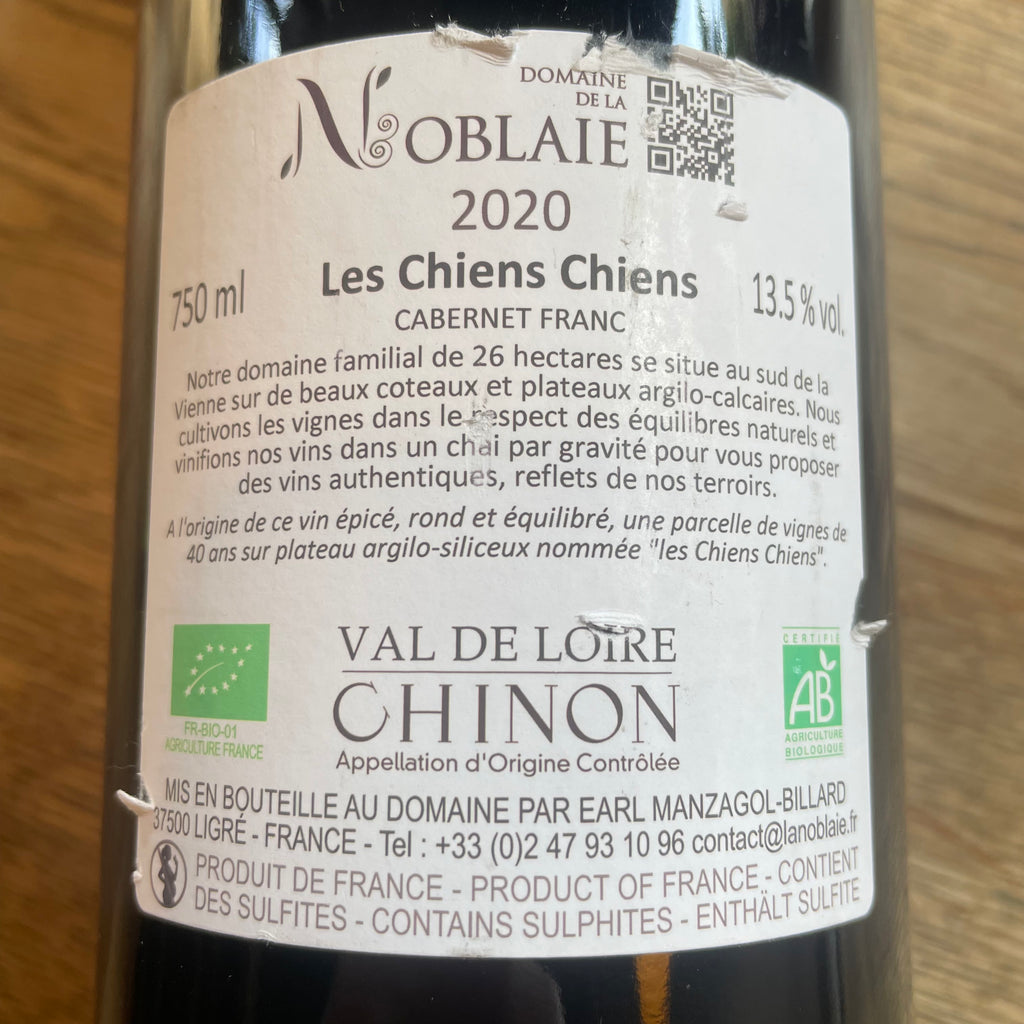 DOMAINE
DE LA
NOBLAIE
2020
Les Chiens Chiens
750 ml
13.5 % vol.
CABERNET FRANC
Notre domaine familial de 26 hectares se situe au sud de la
Vienne sur de beaux coteaux et plateaux argilo-calcaires. Nous
cultivons les vignes dans le respect des équilibres naturels et
vinifions nos vins dans un chai par gravité pour vous proposer
des vins authentiques, reflets de nos terroirs.
A l'origine de ce vin épicé, rond et équilibré, une parcelle de vignes de
40 ans sur plateau argilo-siliceux nommée "les Chiens Chiens".
FR-BIO-01
AGRICULTURE FRANCE
VAL DE LOIRE
CHINON
Appellation d'Origine Contrôlée
CERTIFIÉ
AB
AGRICULTURE
BIOLOGIQUE
MIS EN BOUTEILLE AU DOMAINE PAR EARL MANZAGOL-BILLARD
37500 LIGRÉ - FRANCE - Tel : +33 (0)2 47 93 10 96 contact@lanoblaie.fr
PRODUIT DE FRANCE - PRODUCT OF FRANCE - CONTIENT
DES SULFITES - CONTAINS SULPHITES - ENTHÄLT SULFITE